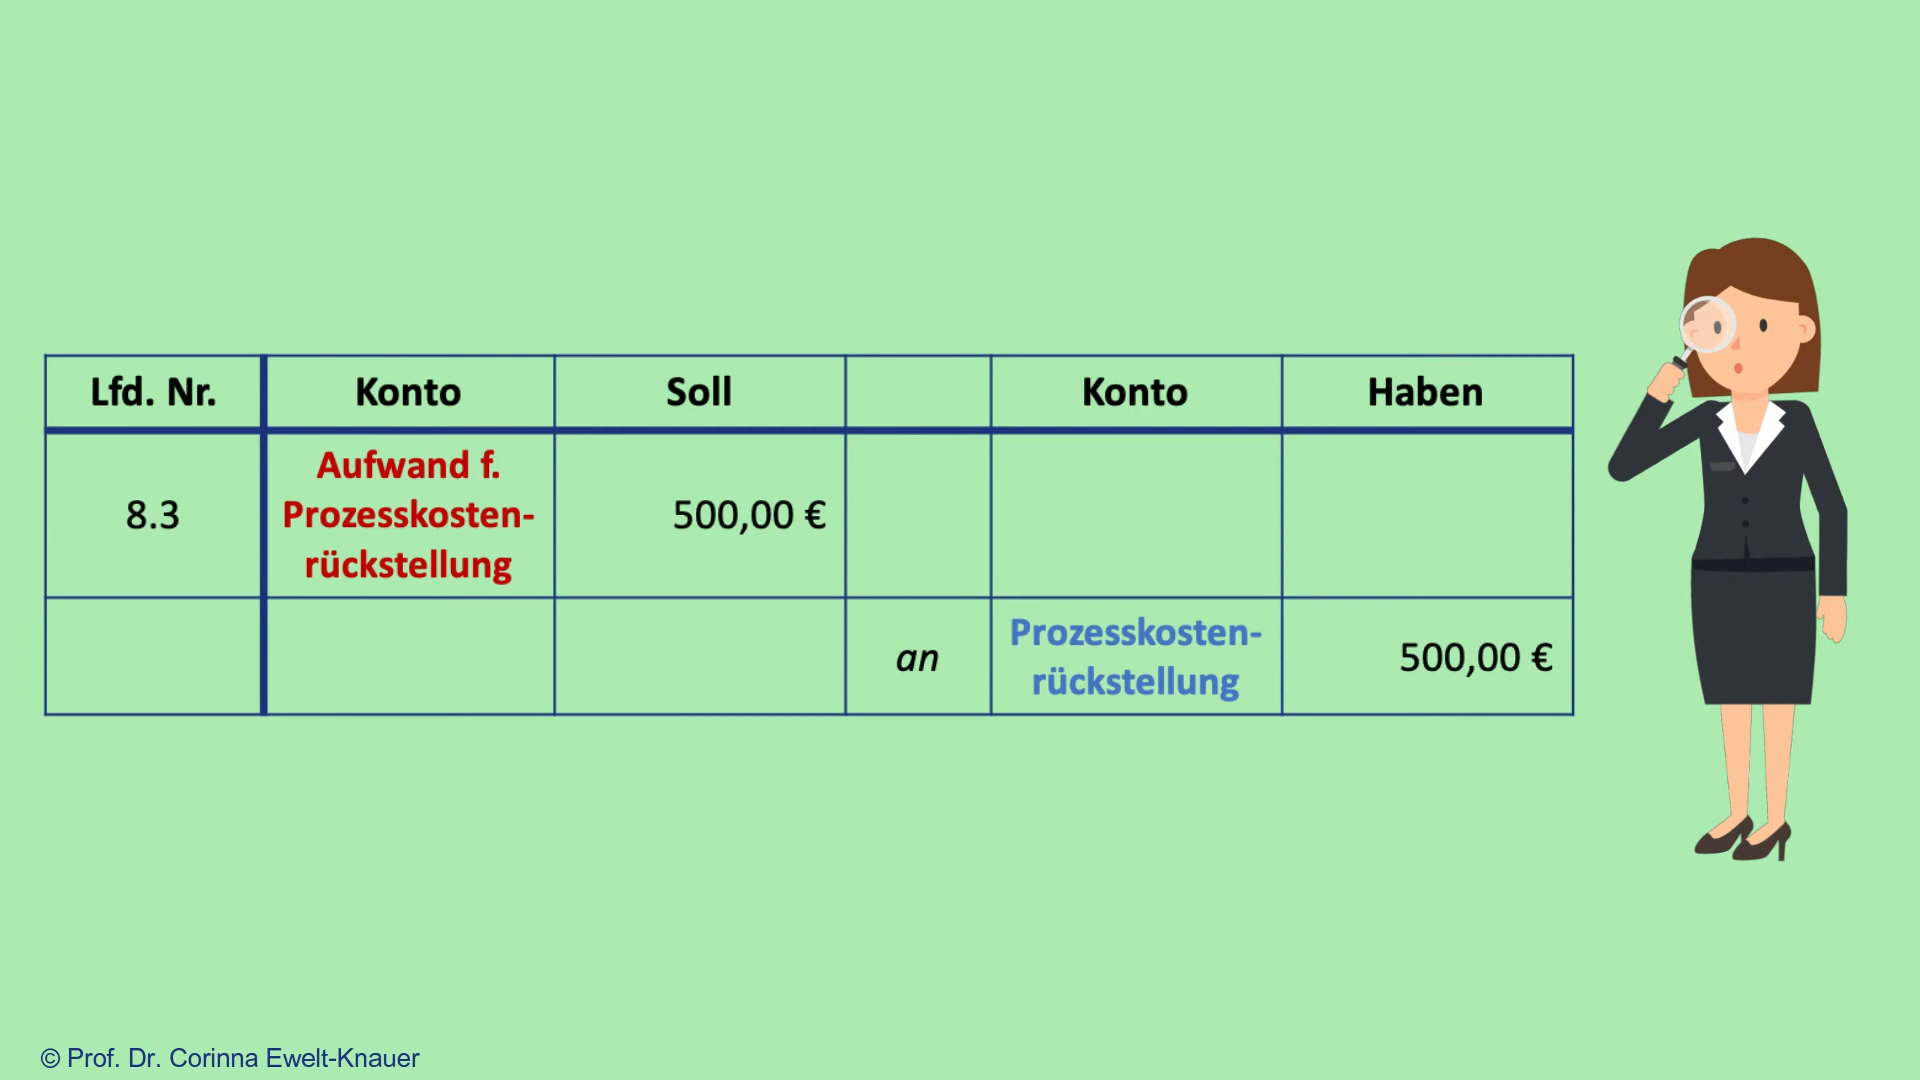 Lfd. Nr. Konto Soll Konto Haben
8.3 Aufwand f. Prozesskosten-rückstellung 500,00 €
an Prozesskosten-rückstellung 500,00 €
© Prof. Dr. Corinna Ewelt-Knauer